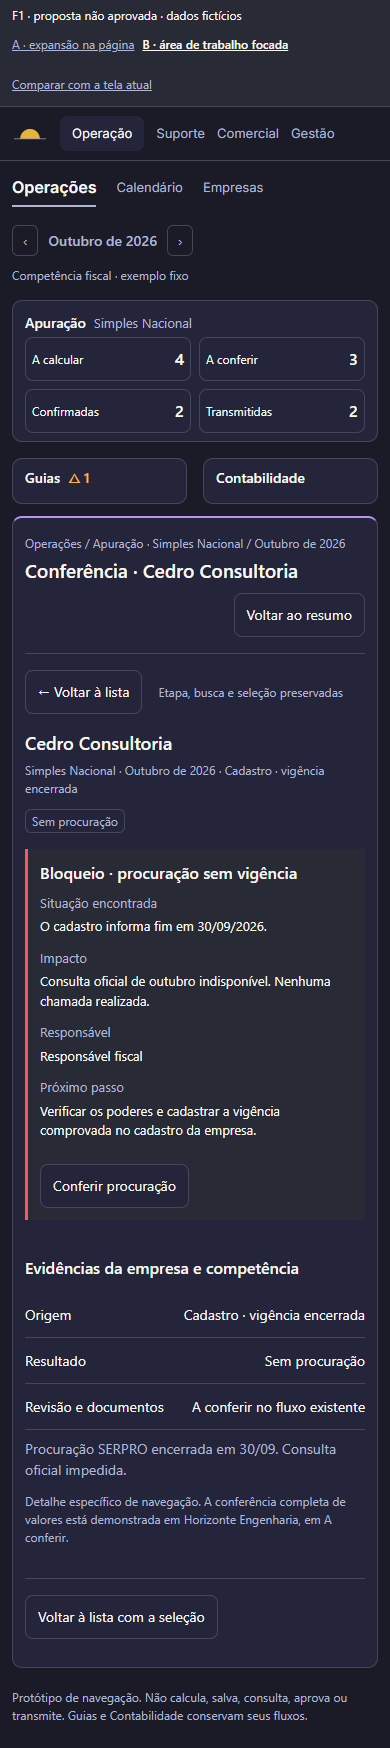 F1 · proposta não aprovada · dados fictícios
A · expansão na página B · área de trabalho focada
Comparar com a tela atual
Operação Suporte Comercial Gestão
Operações Calendário Empresas
‹ Outubro de 2026 ›
Competência fiscal · exemplo fixo
Apuração Simples Nacional
A calcular 4 A conferir 3
Confirmadas 2 Transmitidas 2
Guias △ 1 Contabilidade
Operações / Apuração · Simples Nacional / Outubro de 2026
Conferência · Cedro Consultoria
Voltar ao resumo
← Voltar à lista Etapa, busca e seleção preservadas
Cedro Consultoria
Simples Nacional · Outubro de 2026 · Cadastro · vigência
encerrada
Sem procuração
Bloqueio · procuração sem vigência
Situação encontrada
O cadastro informa fim em 30/09/2026.
Impacto
Consulta oficial de outubro indisponível. Nenhuma
chamada realizada.
Responsável
Responsável fiscal
Próximo passo
Verificar os poderes e cadastrar a vigência
comprovada no cadastro da empresa.
Conferir procuração
Evidências da empresa e competência
Origem Cadastro · vigência encerrada
Resultado Sem procuração
Revisão e documentos A conferir no fluxo existente
Procuração SERPRO encerrada em 30/09. Consulta
oficial impedida.
Detalhe específico de navegação. A conferência completa de
valores está demonstrada em Horizonte Engenharia, em A
conferir.
Voltar à lista com a seleção
Protótipo de navegação. Não calcula, salva, consulta, aprova ou
transmite. Guias e Contabilidade conservam seus fluxos.